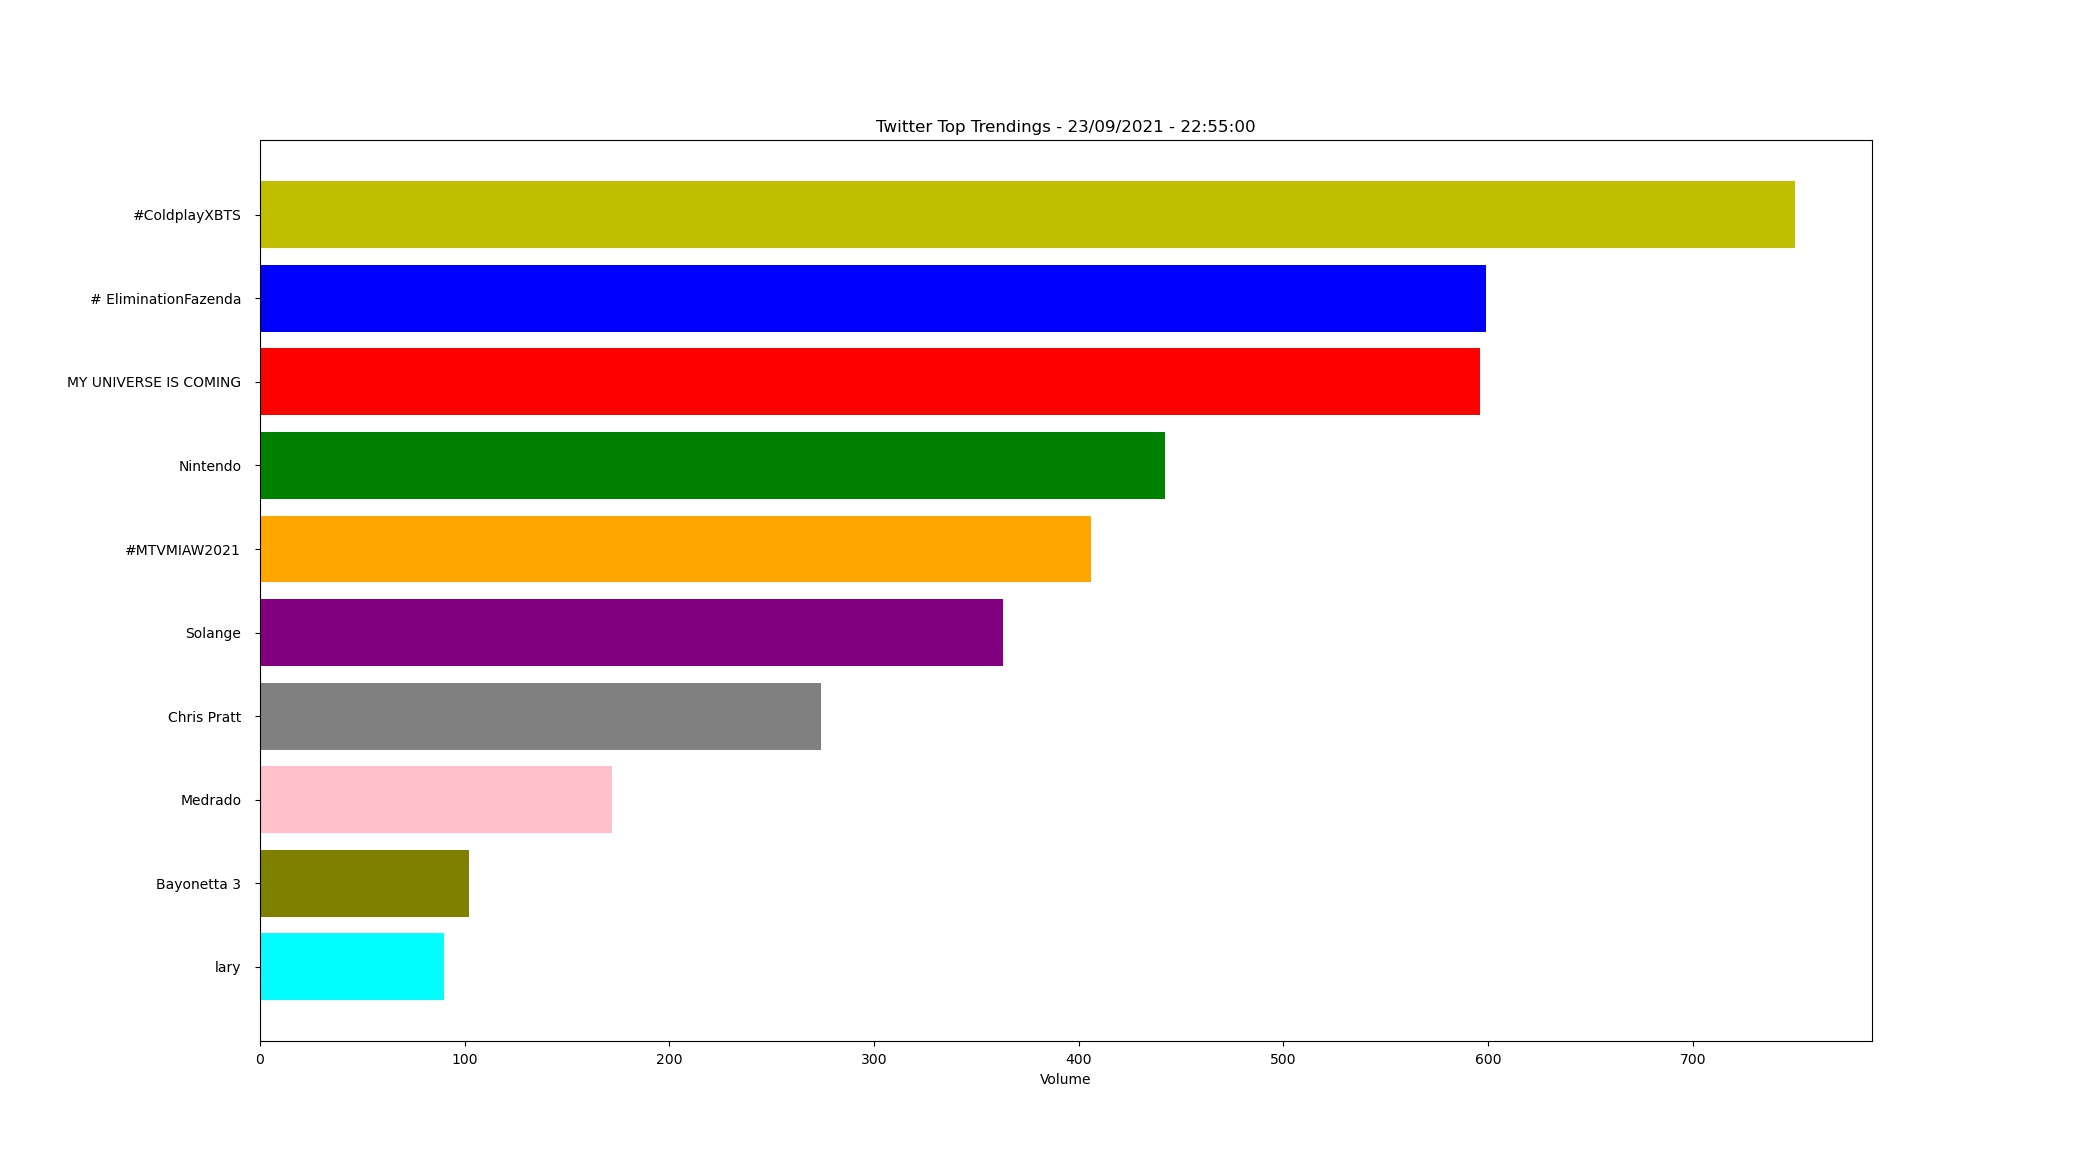 Twitter Top Trendings - 23/09/2021 - 22:55:00
#ColdplayXBTS
# EliminationFazenda
MY UNIVERSE IS COMING
Nintendo
#MTVMIAW2021
Solange
Chris Pratt
Medrado
Bayonetta 3
lary
0 100 200 300 400 500 600 700
Volume